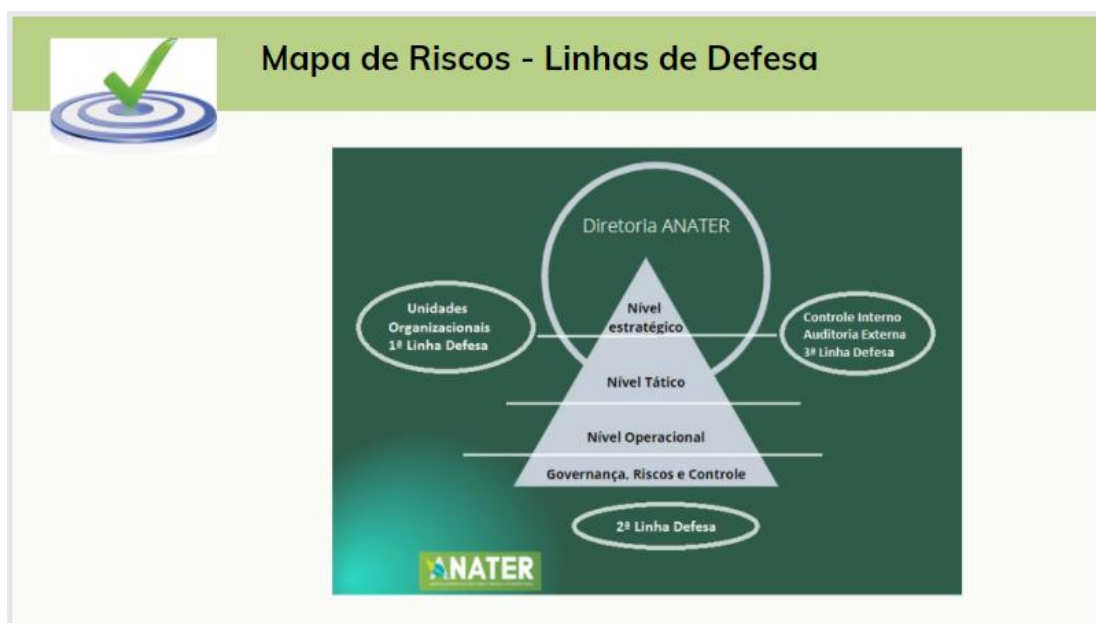 Mapa de Riscos - Linhas de Defesa
Diretoria ANATER
Unidades
Organizacionais
1ª Linha Defesa
Nível
estratégico
Controle Interno
Auditoria Externa
3ª Linha Defesa
Nível Tático
Nível Operacional
Governança, Riscos e Controle
2ª Linha Defesa
ANATER